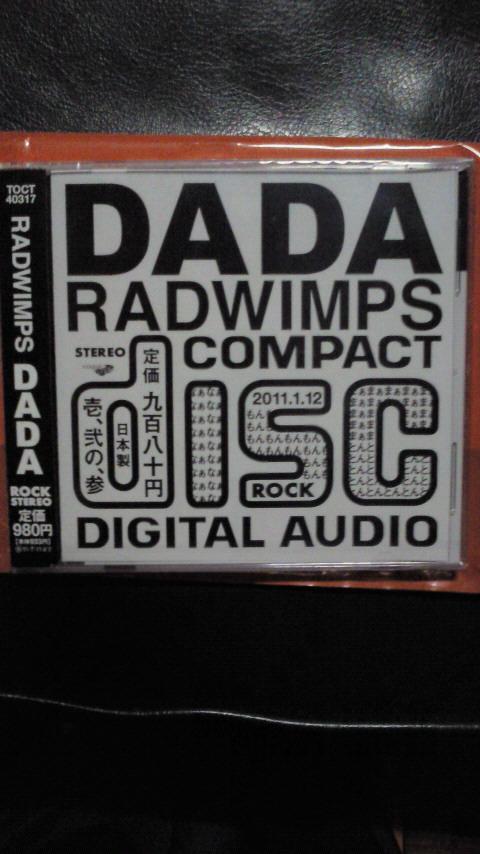 TOCT
40317
RADWIMPS DADA
ROCK
STEREO
定価
980円
DADA
RADWIMPS
STEREO
定価 九百八十円
日本製
壱、弐の、参
COMPACT
disc
2011.1.12
ROCK
DIGITAL AUDIO